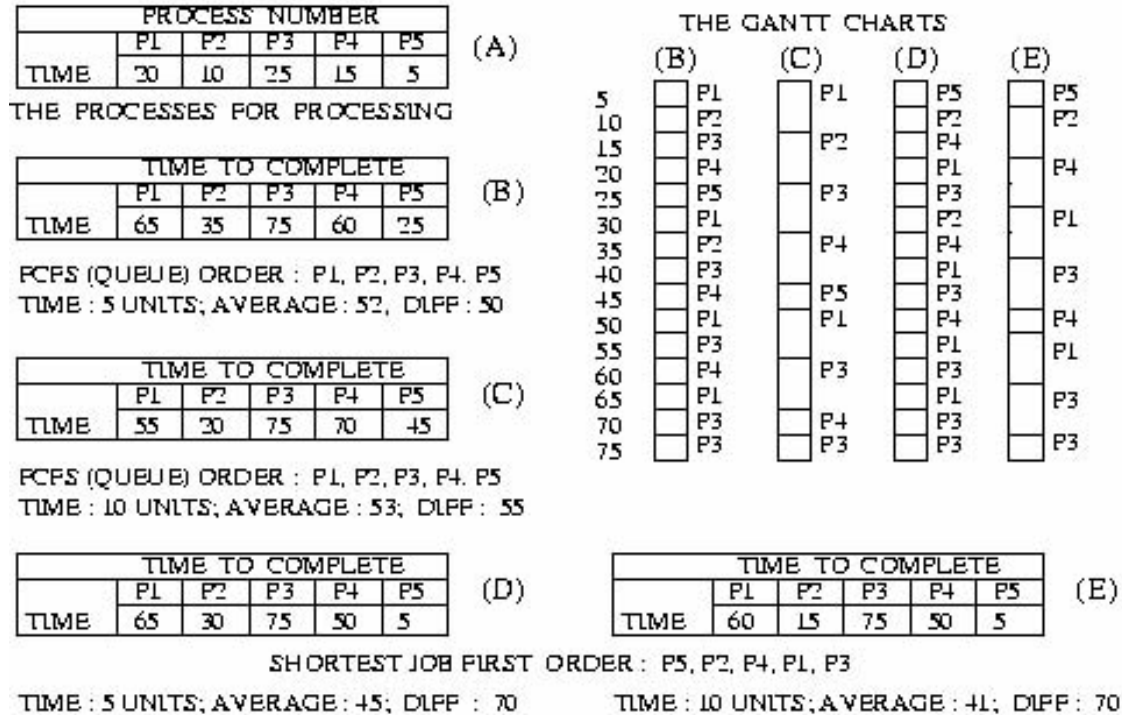 PROCESS NUMBER
P1 P2 P3 P4 P5
TIME 20 10 25 15 5
(A)
THE PROCESSES FOR PROCESSING
TIME TO COMPLETE
P1 P2 P3 P4 P5
TIME 65 35 75 60 25
(B)
FCFS (QUEUE) ORDER : P1, P2, P3, P4. P5
TIME : 5 UNITS; AVERAGE : 52, DIFF : 50
TIME TO COMPLETE
P1 P2 P3 P4 P5
TIME 55 20 75 70 45
(C)
FCFS (QUEUE) ORDER : P1, P2, P3, P4. P5
TIME : 10 UNITS; AVERAGE : 53; DIFF : 55
THE GANTT CHARTS
(B) (C) (D) (E)
5 P1 P1 P5 P5
10 P2 P2 P2
15 P3 P2 P4
20 P4 P1 P4
25 P5 P3 P3
30 P1 P2 P1
35 P2 P4 P4
40 P3 P1 P3
45 P4 P5 P3
50 P1 P1 P4 P4
55 P3 P1 P1
60 P4 P3 P3
65 P1 P1 P3
70 P3 P4 P3
75 P3 P3 P3 P3
TIME TO COMPLETE
P1 P2 P3 P4 P5
TIME 65 30 75 50 5
(D)
TIME TO COMPLETE
P1 P2 P3 P4 P5
TIME 60 15 75 50 5
(E)
SHORTEST JOB FIRST ORDER : P5, P2, P4, P1, P3
TIME : 5 UNITS; AVERAGE : 45; DIFF : 70
TIME : 10 UNITS; AVERAGE : 41; DIFF : 70